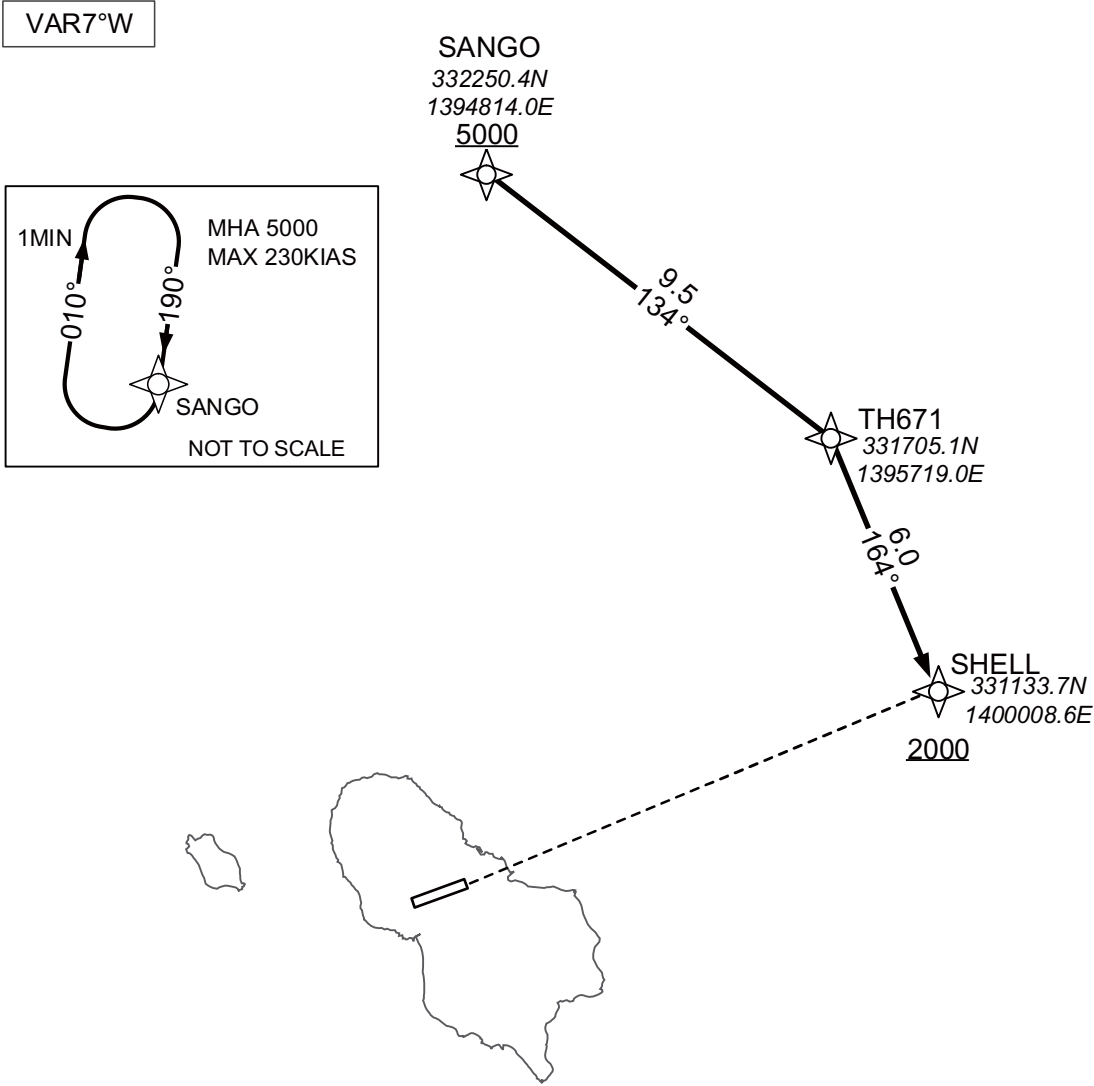 VAR7°W
SANGO
332250.4N
1394814.0E
5000
1MIN
MHA 5000
MAX 230KIAS
010°
190°
SANGO
NOT TO SCALE
9.5
134°
TH671
331705.1N
1395719.0E
6.0
164°
SHELL
331133.7N
1400008.6E
2000